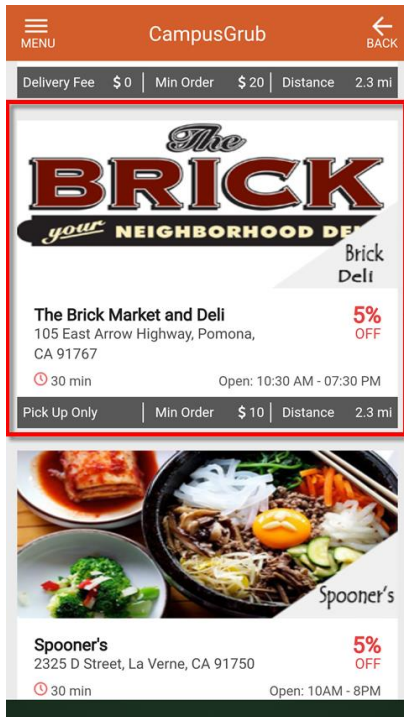 CampusGrub
MENU
BACK
Delivery Fee $0 | Min Order $20 | Distance 2.3 mi
The
BRICK
your NEIGHBORHOOD DE
Brick
Deli
The Brick Market and Deli
5%
105 East Arrow Highway, Pomona,
OFF
CA 91767
30 min
Open: 10:30 AM - 07:30 PM
Pick Up Only | Min Order $10 | Distance 2.3 mi
Spooner's
Spooner's
5%
2325 D Street, La Verne, CA 91750
OFF
30 min
Open: 10AM - 8PM